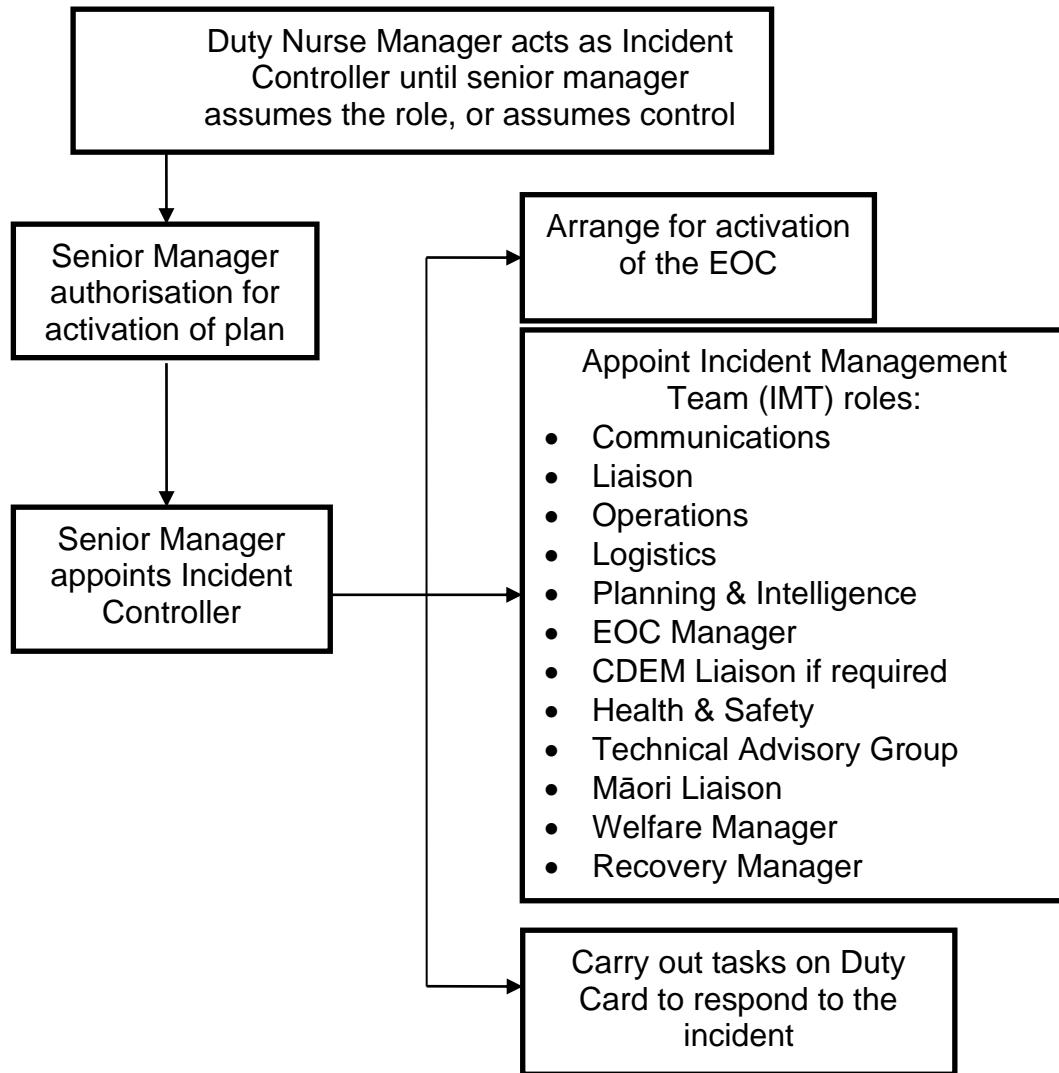 Duty Nurse Manager acts as Incident
Controller until senior manager
assumes the role, or assumes control
Senior Manager
authorisation for
activation of plan
Senior Manager
appoints Incident
Controller
Arrange for activation
of the EOC
Appoint Incident Management
Team (IMT) roles:
• Communications
• Liaison
• Operations
• Logistics
• Planning & Intelligence
• EOC Manager
• CDEM Liaison if required
• Health & Safety
• Technical Advisory Group
• Māori Liaison
• Welfare Manager
• Recovery Manager
Carry out tasks on Duty
Card to respond to the
incident